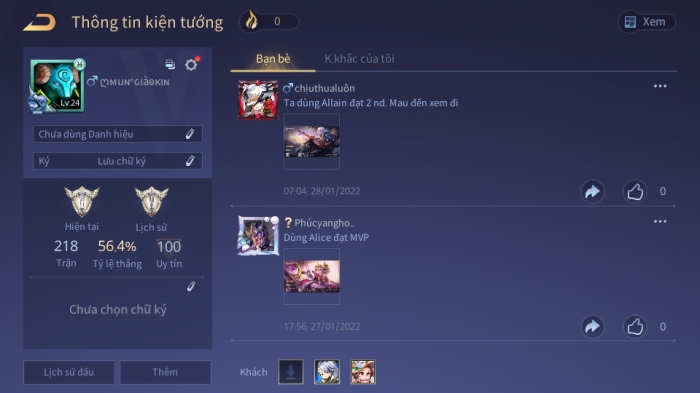 Thông tin kiện tướng
0
Xem
Bạn bè
K.khắc của tôi
Lv.24
Chưa dùng Danh hiệu
Ký
Lưu chữ ký
Hiện tại
Lịch sử
218
56.4%
100
Trận
Tỷ lệ thắng
Uy tín
Chưa chọn chữ ký
Lịch sử đấu
Thêm
chịuthualuôn
Ta dùng Allain đạt 2 nd. Mau đến xem đi
07:04: 28/01/2022
0
? Phúcyangho..
Dùng Alice đạt MVP
17:56: 27/01/2022
0
Khách